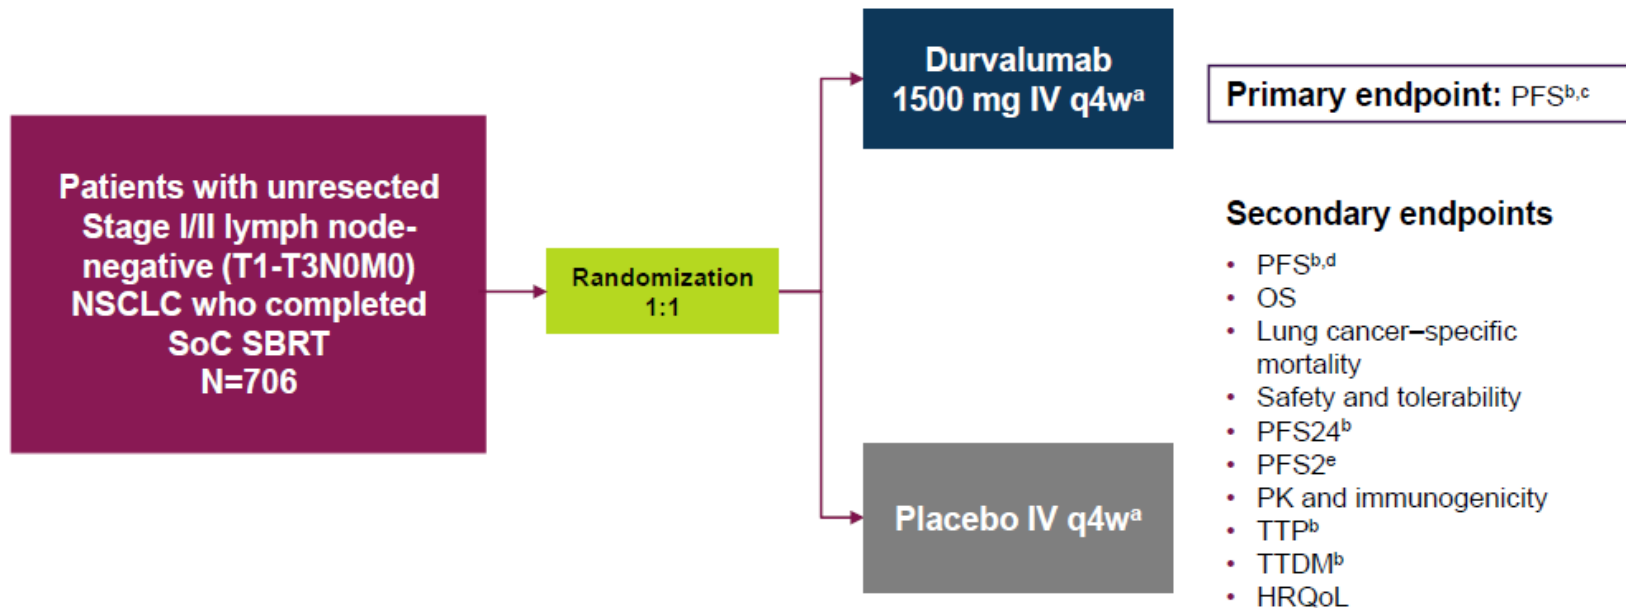 Patients with unresected
Stage I/II lymph node-
negative (T1-T3N0M0)
NSCLC who completed
SoC SBRT
N=706
Randomization
1:1
Durvalumab
1500 mg IV q4wᵃ
Placebo IV q4wᵃ
Primary endpoint: PFSᵇ,ᶜ
Secondary endpoints
• PFSᵇ,ᵈ
• OS
• Lung cancer–specific
mortality
• Safety and tolerability
• PFS24ᵇ
• PFS2ᵉ
• PK and immunogenicity
• TTPᵇ
• TTDMᵇ
• HRQoL